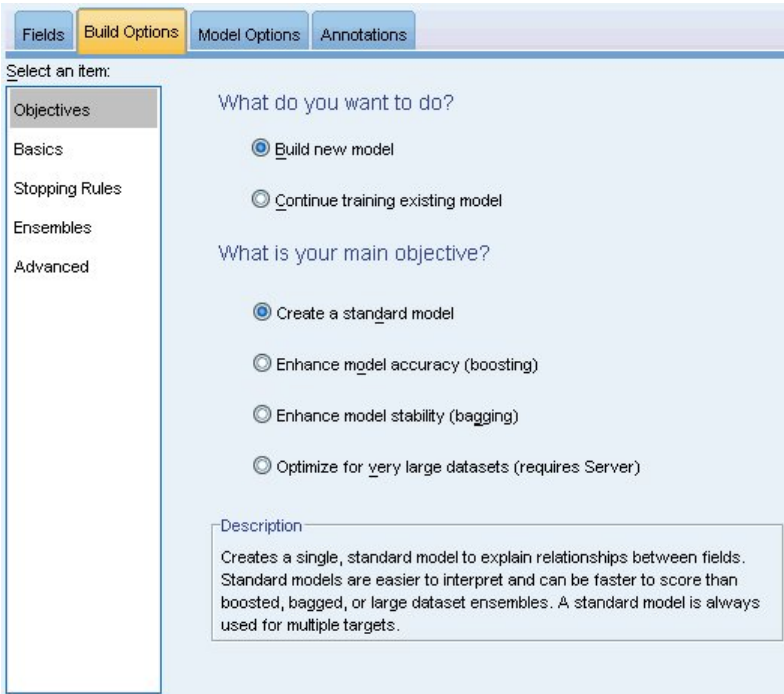 Fields Build Options Model Options Annotations
Select an item:
Objectives
Basics
Stopping Rules
Ensembles
Advanced
What do you want to do?
Build new model
Continue training existing model
What is your main objective?
Create a standard model
Enhance model accuracy (boosting)
Enhance model stability (bagging)
Optimize for very large datasets (requires Server)
Description
Creates a single, standard model to explain relationships between fields.
Standard models are easier to interpret and can be faster to score than
boosted, bagged, or large dataset ensembles. A standard model is always
used for multiple targets.